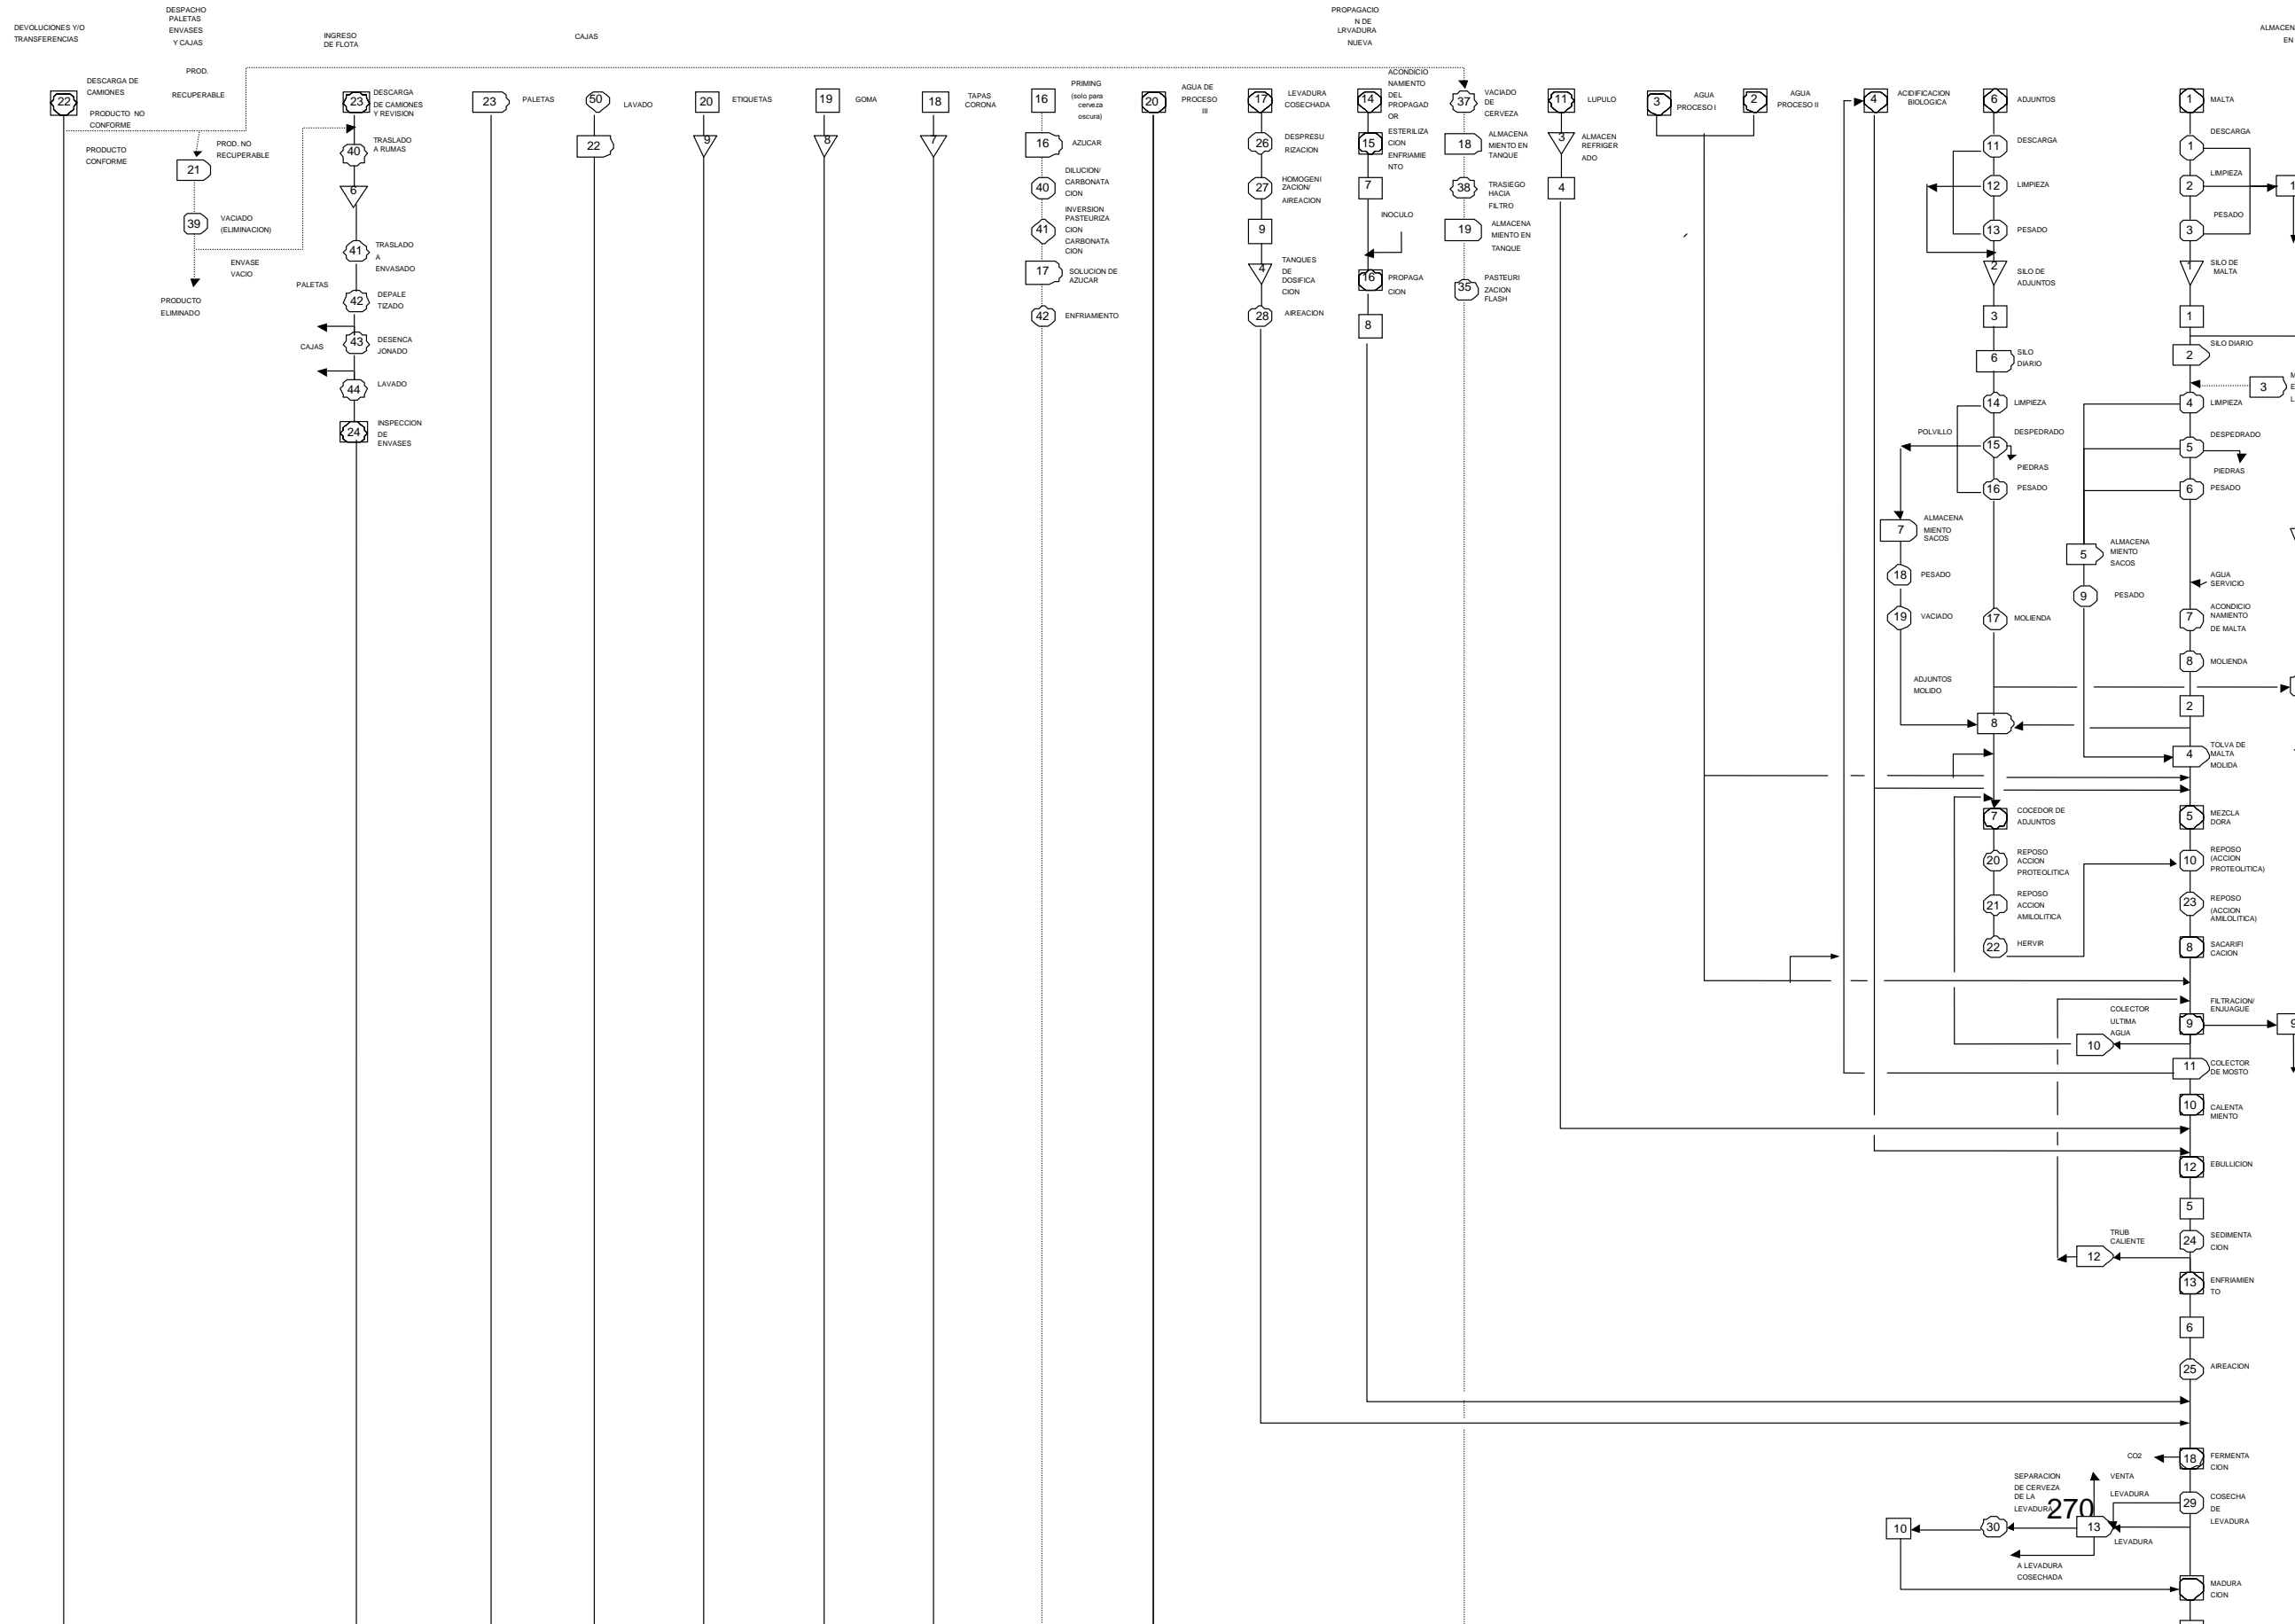 DEVOLUCIONES Y/O
TRANSFERENCIAS
DESPACHO
PALETAS
ENVASES
Y CAJAS
INGRESO
DE FLOTA
CAJAS
PROPAGACIO
N DE
LRVADURA
NUEVA
ALMACEN
EN
22
DESCARGA DE
CAMIONES
PRODUCTO NO
CONFORME
PRODUCTO
CONFORME
PROD.
RECUPERABLE
PROD. NO
RECUPERABLE
21
39
VACIADO
(ELIMINACION)
ENVASE
VACIO
PRODUCTO
ELIMINADO
23
DESCARGA
DE CAMIONES
Y REVISION
40
TRASLADO
A RUMAS
6
41
TRASLADO
A
ENVASADO
PALETAS
42
DEPALE
TIZADO
CAJAS
43
DESENCA
JONADO
44
LAVADO
24
INSPECCION
DE
ENVASES
23
PALETAS
50
LAVADO
22
20
ETIQUETAS
9
19
GOMA
8
18
TAPAS
CORONA
7
16
PRIMING
(solo para
cerveza
oscura)
16
AZUCAR
40
DILUCION/
CARBONATA
CION
41
INVERSION
PASTEURIZA
CION
CARBONATA
CION
17
SOLUCION DE
AZUCAR
42
ENFRIAMIENTO
20
AGUA DE
PROCESO
III
17
LEVADURA
COSECHADA
26
DESPRESU
RIZACION
27
HOMOGENI
ZACION/
AIREACION
9
4
TANQUES
DE
DOSIFICA
CION
28
AIREACION
14
ACONDICIO
NAMIENTO
DEL
PROPAGAD
OR
15
ESTERILIZA
CION
ENFRIAMIE
NTO
7
INOCULO
16
PROPAGA
CION
8
37
VACIADO
DE
CERVEZA
18
ALMACENA
MIENTO EN
TANQUE
38
TRASIEGO
HACIA
FILTRO
19
ALMACENA
MIENTO EN
TANQUE
35
PASTEURI
ZACION
FLASH
11
LUPULO
3
ALMACEN
REFRIGER
ADO
4
3
AGUA
PROCESO I
2
AGUA
PROCESO II
4
ACIDIFICACION
BIOLOGICA
6
ADJUNTOS
11
DESCARGA
12
LIMPIEZA
13
PESADO
2
SILO DE
ADJUNTOS
3
6
SILO
DIARIO
14
LIMPIEZA
POLVILLO
15
DESPEDRADO
PIEDRAS
16
PESADO
7
ALMACENA
MIENTO
SACOS
18
PESADO
19
VACIADO
17
MOLIENDA
ADJUNTOS
MOLIDO
8
7
COCEDOR DE
ADJUNTOS
20
REPOSO
ACCION
PROTEOLITICA
21
REPOSO
ACCION
AMILOLITICA
22
HERVIR
1
MALTA
1
DESCARGA
2
LIMPIEZA
1
3
PESADO
1
SILO DE
MALTA
1
2
SILO DIARIO
3
4
LIMPIEZA
5
DESPEDRADO
PIEDRAS
6
PESADO
5
ALMACENA
MIENTO
SACOS
9
PESADO
AGUA
SERVICIO
7
ACONDICIO
NAMIENTO
DE MALTA
8
MOLIENDA
2
4
TOLVA DE
MALTA
MOLIDA
5
MEZCLA
DORA
10
REPOSO
(ACCION
PROTEOLITICA)
23
REPOSO
(ACCION
AMILOLITICA)
8
SACARIFI
CACION
9
FILTRACION/
ENJUAGUE
9
COLECTOR
ULTIMA
AGUA
10
11
COLECTOR
DE MOSTO
10
CALENTA
MIENTO
12
EBULLICION
5
24
SEDIMENTA
CION
TRUB
CALIENTE
12
13
ENFRIAMIEN
TO
6
25
AIREACION
CO2
18
FERMENTA
CION
SEPARACION
DE CERVEZA
DE LA
LEVADURA
VENTA
LEVADURA
270
29
COSECHA
DE
LEVADURA
10
30
13
LEVADURA
A LEVADURA
COSECHADA
MADURA
CION